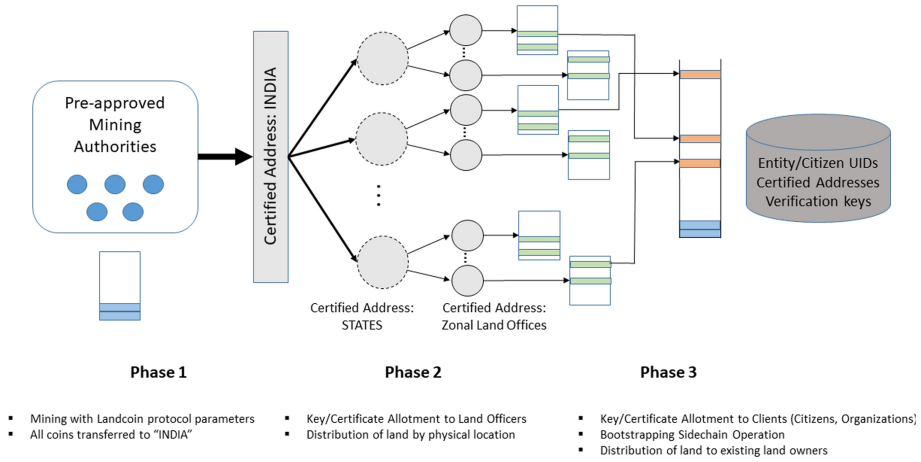 Pre-approved
Mining
Authorities
Certified Address: INDIA
Certified Address:
STATES
Certified Address:
Zonal Land Offices
Entity/Citizen UIDs
Certified Addresses
Verification keys
Phase 1
Phase 2
Phase 3
▪ Mining with Landcoin protocol parameters
▪ All coins transferred to “INDIA”
▪ Key/Certificate Allotment to Land Officers
▪ Distribution of land by physical location
▪ Key/Certificate Allotment to Clients (Citizens, Organizations)
▪ Bootstrapping Sidechain Operation
▪ Distribution of land to existing land owners